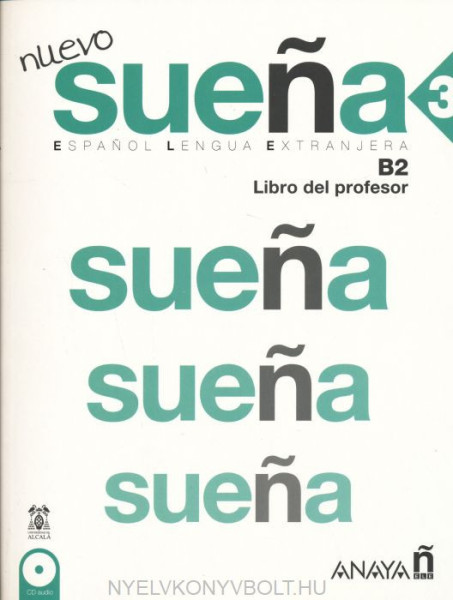 nuevo
sueña 3
ESPAÑOL LENGUA EXTRANJERA
B2
Libro del profesor
sueña
sueña
sueña
ALCALÁ
ANAYA ñ
ELE
CD audio
NYELVKONYVBOLT.HU